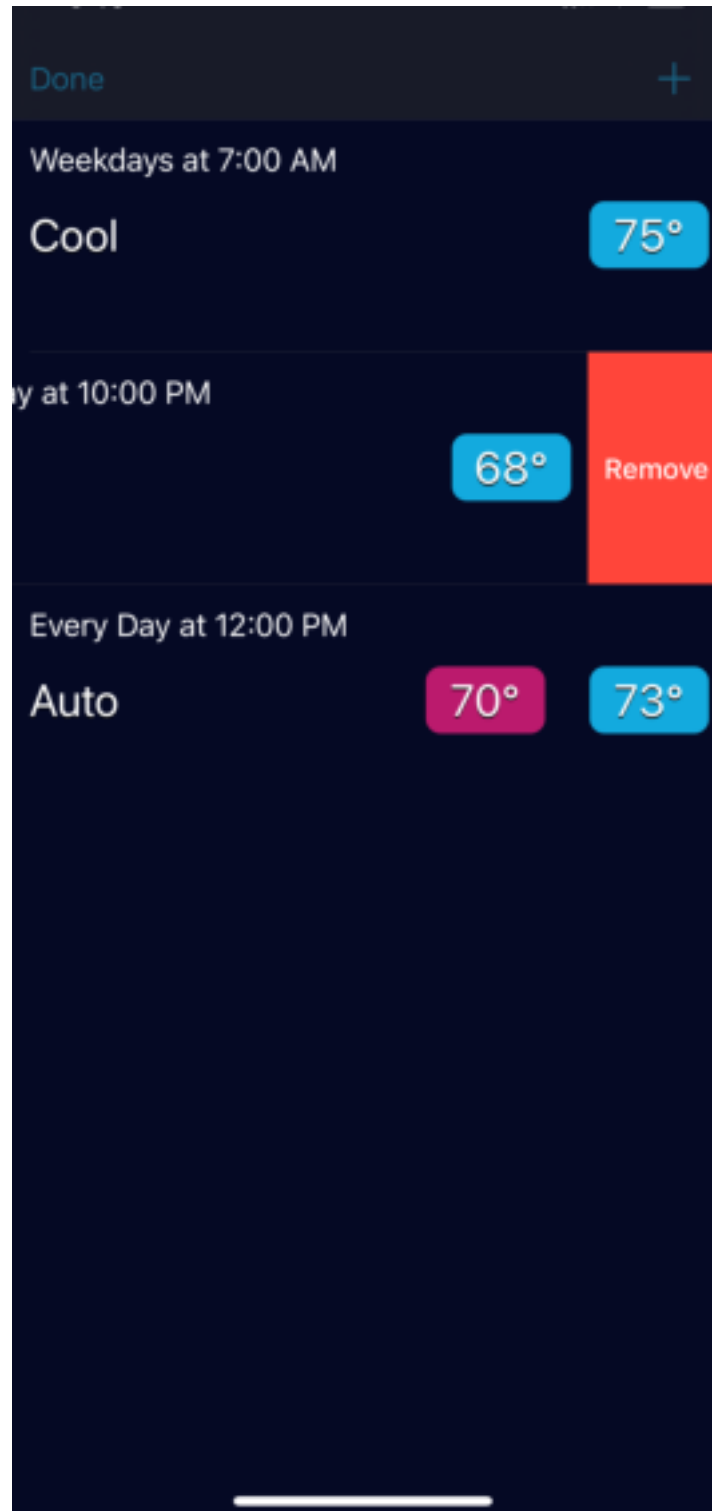 Done +
Weekdays at 7:00 AM
Cool 75°
y at 10:00 PM
68° Remove
Every Day at 12:00 PM
Auto 70° 73°